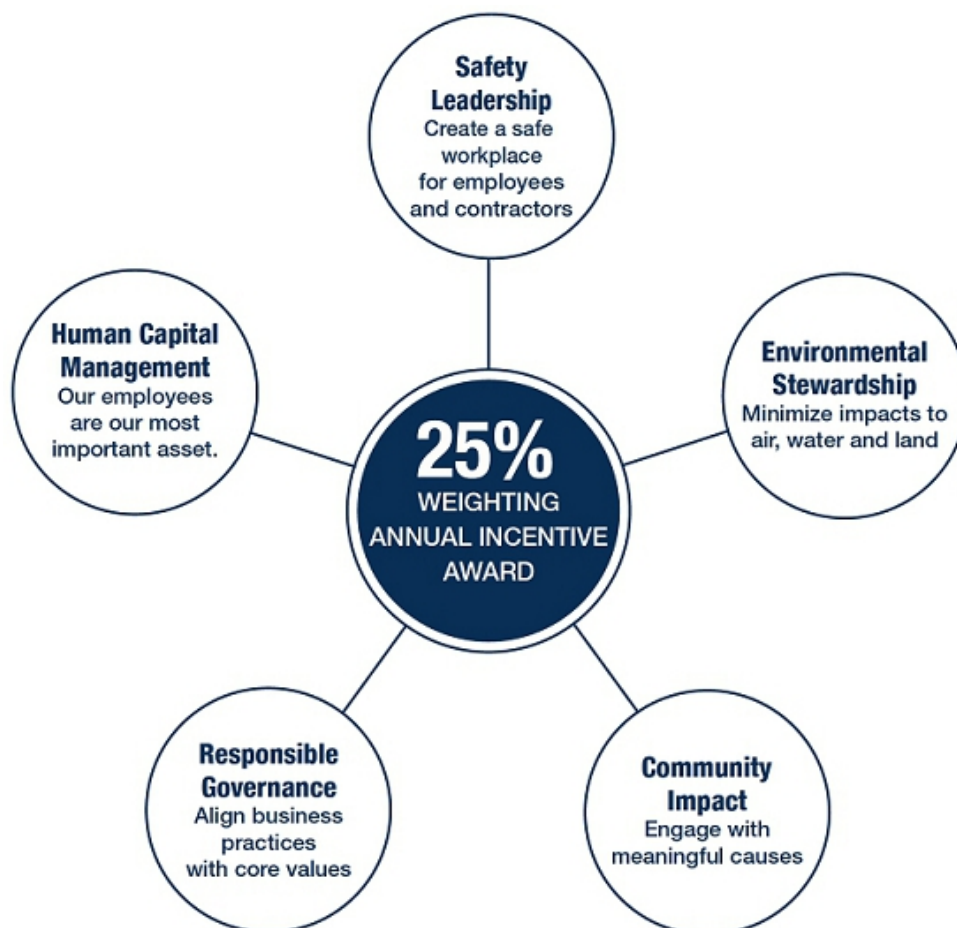 Safety
Leadership
Create a safe
workplace
for employees
and contractors
Human Capital
Management
Our employees
are our most
important asset.
Environmental
Stewardship
Minimize impacts to
air, water and land
25%
WEIGHTING
ANNUAL INCENTIVE
AWARD
Responsible
Governance
Align business
practices
with core values
Community
Impact
Engage with
meaningful causes